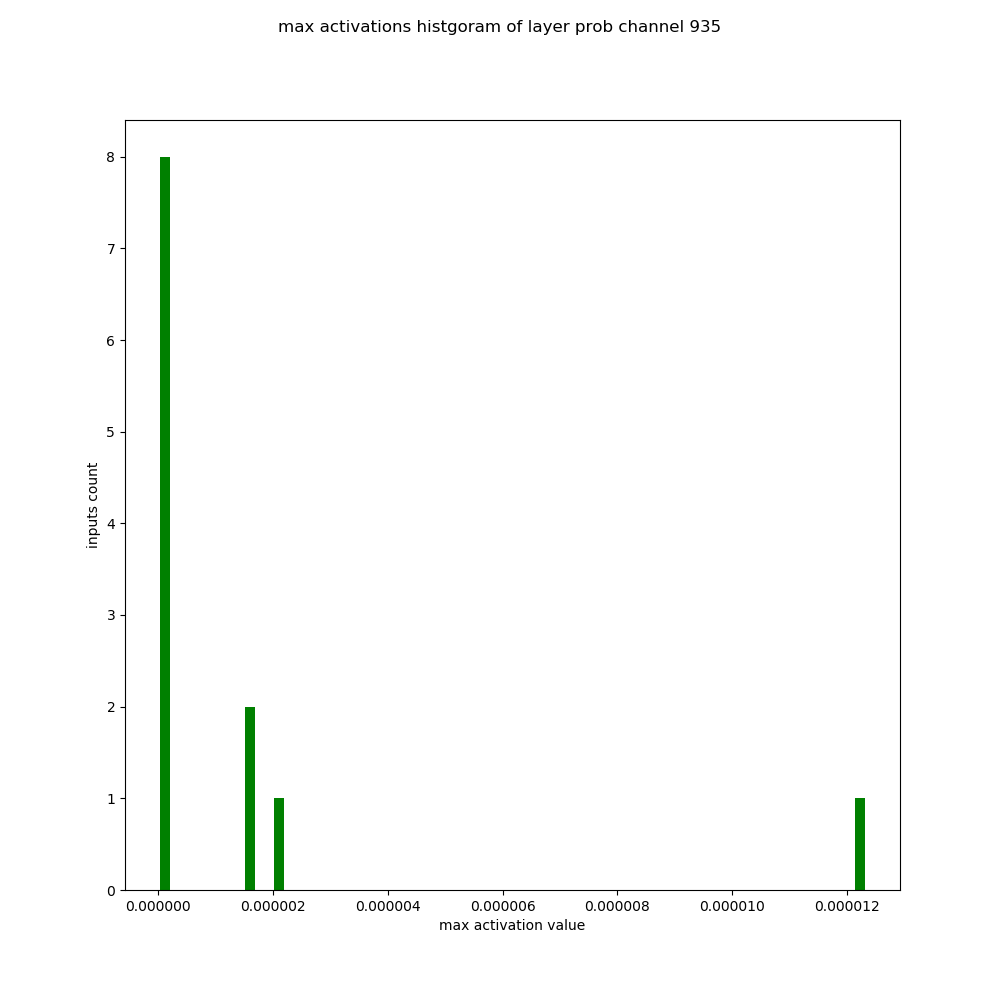 max activations histgoram of layer prob channel 935
8
7
6
5
4
3
2
1
0
inputs count
0.000000 0.000002 0.000004 0.000006 0.000008 0.000010 0.000012
max activation value